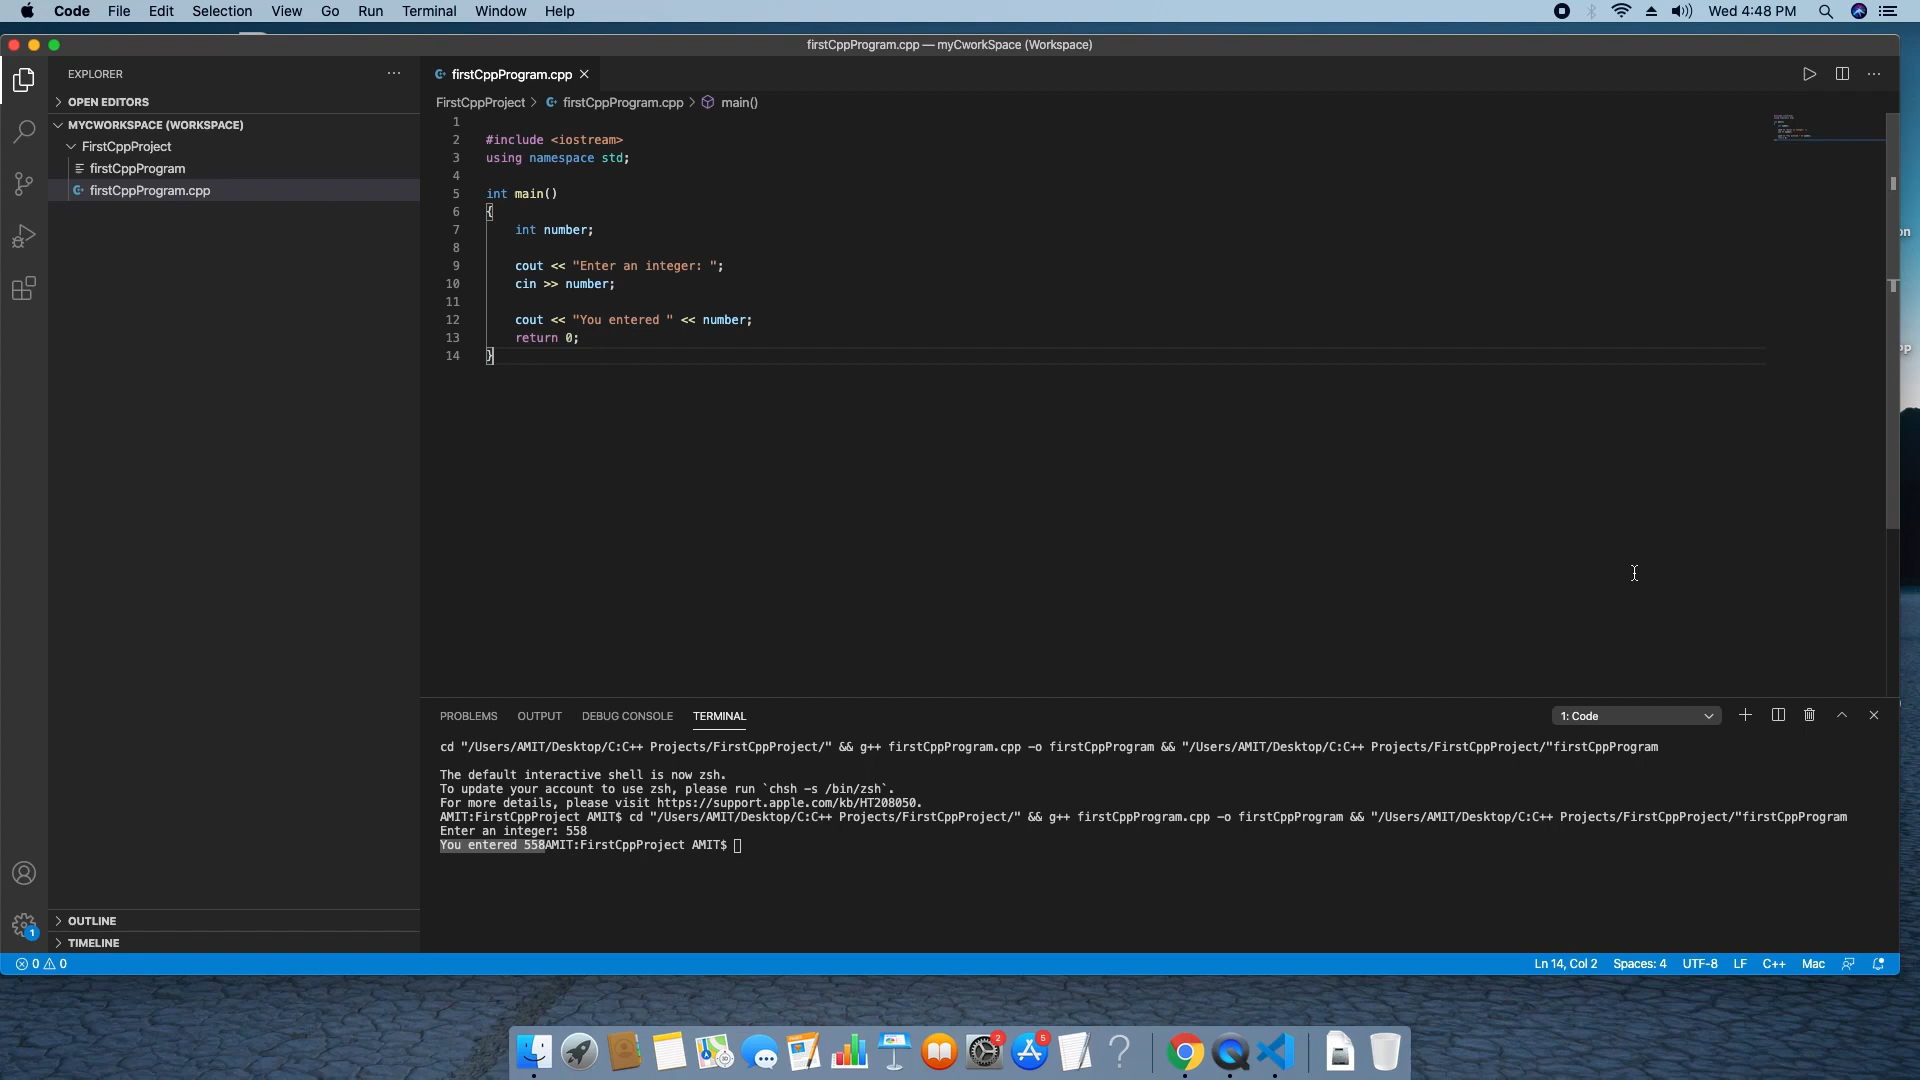 Code File Edit Selection View Go Run Terminal Window Help Wed 4:48 PM
firstCppProgram.cpp — myCworkSpace (Workspace)
EXPLORER
OPEN EDITORS
MYCWORKSPACE (WORKSPACE)
FirstCppProject
firstCppProgram
firstCppProgram.cpp
OUTLINE
TIMELINE
firstCppProgram.cpp
FirstCppProject > firstCppProgram.cpp > main()
1
2 #include <iostream>
3 using namespace std;
4
5 int main()
6 {
7 int number;
8
9 cout << "Enter an integer: ";
10 cin >> number;
11
12 cout << "You entered " << number;
13 return 0;
14 }
PROBLEMS OUTPUT DEBUG CONSOLE TERMINAL 1: Code
cd "/Users/AMIT/Desktop/C:C++ Projects/FirstCppProject/" && g++ firstCppProgram.cpp -o firstCppProgram && "/Users/AMIT/Desktop/C:C++ Projects/FirstCppProject/"firstCppProgram
The default interactive shell is now zsh.
To update your account to use zsh, please run `chsh -s /bin/zsh`.
For more details, please visit https://support.apple.com/kb/HT208050.
AMIT:FirstCppProject AMIT$ cd "/Users/AMIT/Desktop/C:C++ Projects/FirstCppProject/" && g++ firstCppProgram.cpp -o firstCppProgram && "/Users/AMIT/Desktop/C:C++ Projects/FirstCppProject/"firstCppProgram
Enter an integer: 558
You entered 558AMIT:FirstCppProject AMIT$
1
0 0 Ln 14, Col 2 Spaces: 4 UTF-8 LF C++ Mac
2 5